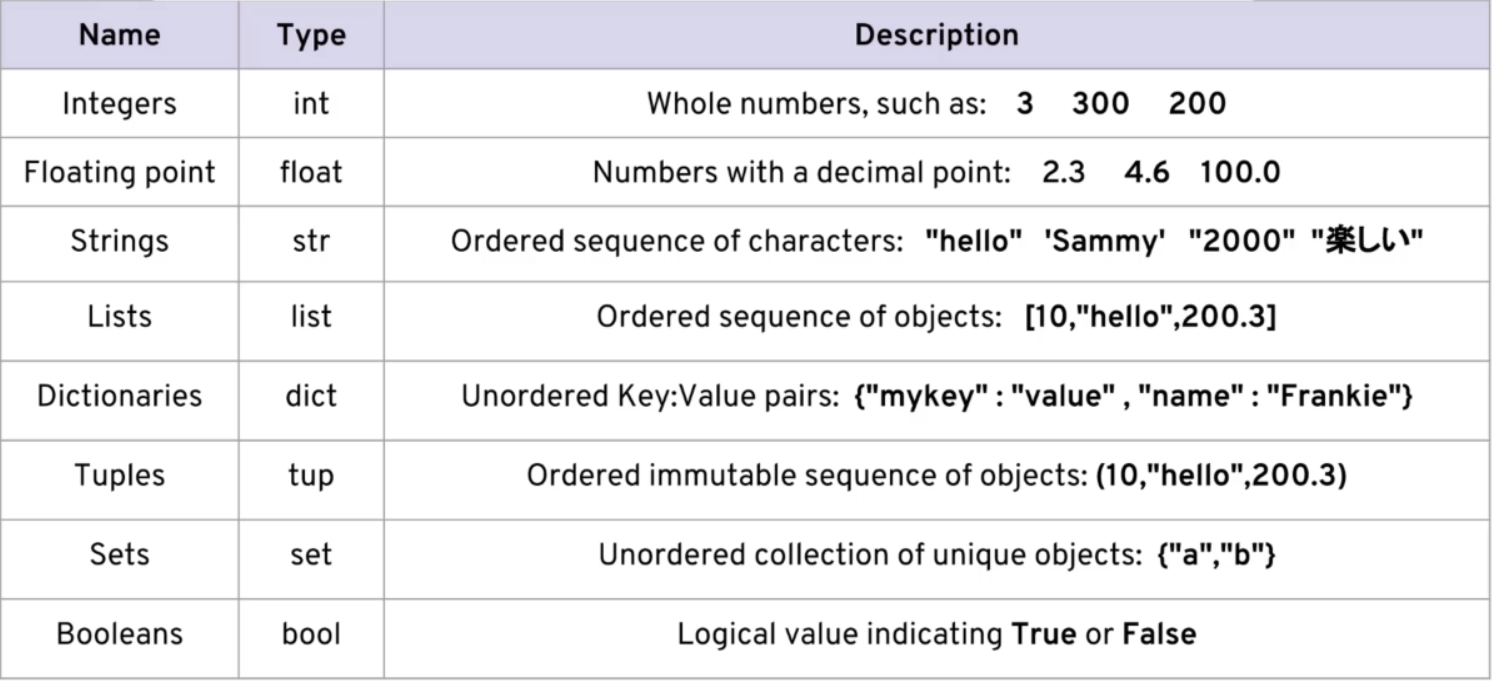 Name Type Description
Integers int Whole numbers, such as: 3 300 200
Floating point float Numbers with a decimal point: 2.3 4.6 100.0
Strings str Ordered sequence of characters: "hello" 'Sammy' "2000" "楽しい"
Lists list Ordered sequence of objects: [10,"hello",200.3]
Dictionaries dict Unordered Key:Value pairs: {"mykey" : "value" , "name" : "Frankie"}
Tuples tup Ordered immutable sequence of objects: (10,"hello",200.3)
Sets set Unordered collection of unique objects: {"a","b"}
Booleans bool Logical value indicating True or False